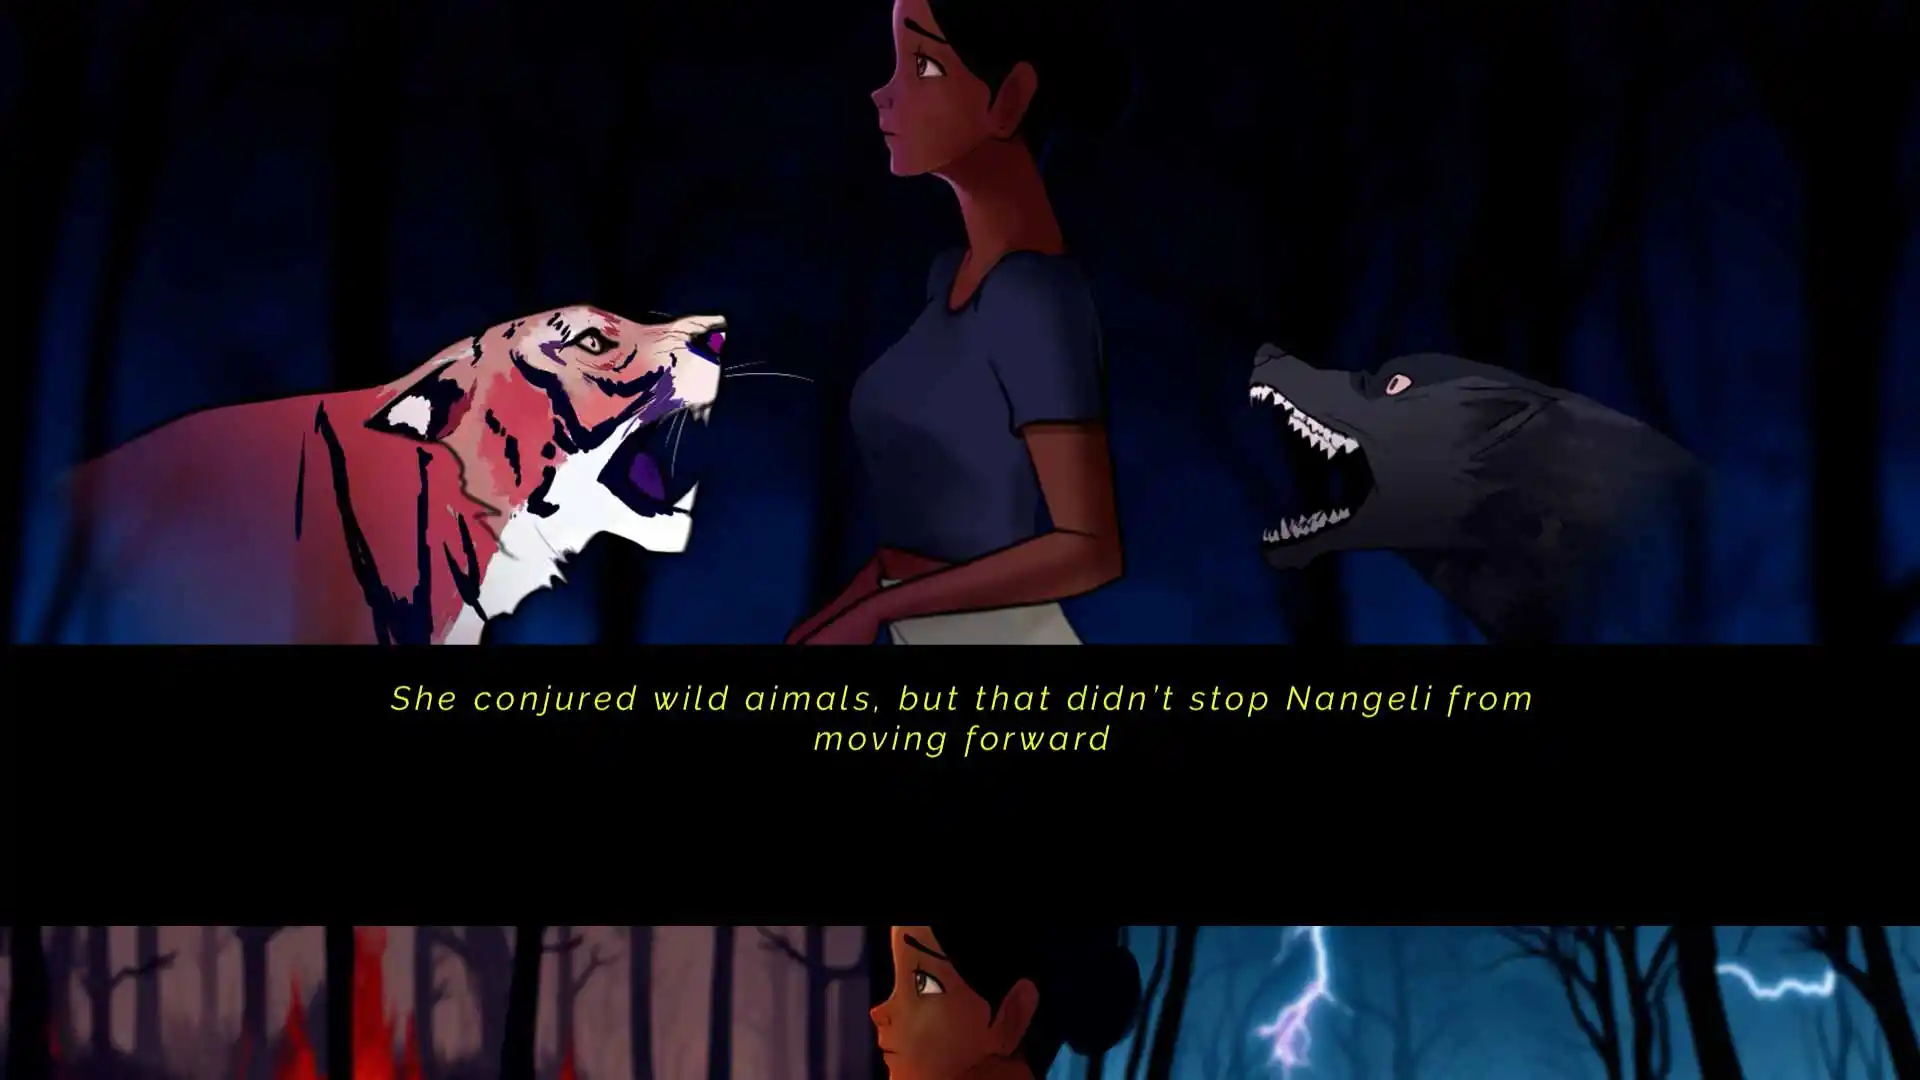 She conjured wild aimals, but that didn't stop Nangeli from
moving forward